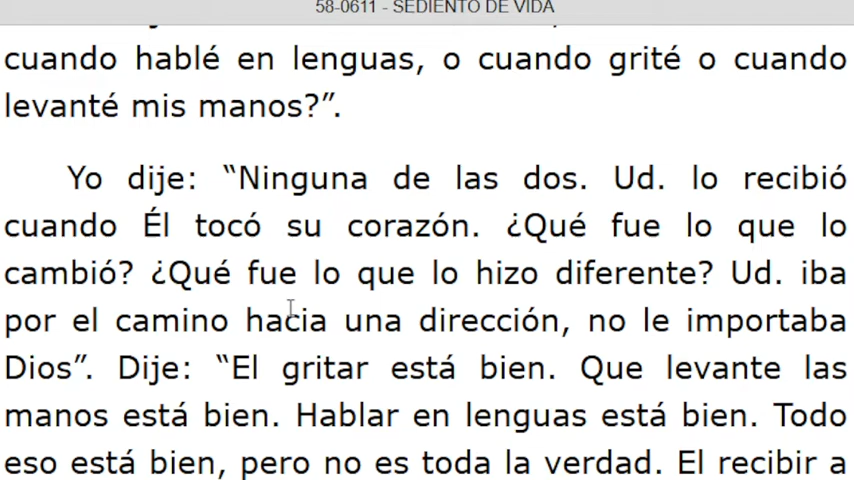 58-0611 - SEDIENTO DE VIDA
cuando hablé en lenguas, o cuando grité o cuando
levanté mis manos?”.
Yo dije: “Ninguna de las dos. Ud. lo recibió
cuando Él tocó su corazón. ¿Qué fue lo que lo
cambió? ¿Qué fue lo que lo hizo diferente? Ud. iba
por el camino hacia una dirección, no le importaba
Dios”. Dije: “El gritar está bien. Que levante las
manos está bien. Hablar en lenguas está bien. Todo
eso está bien, pero no es toda la verdad. El recibir a